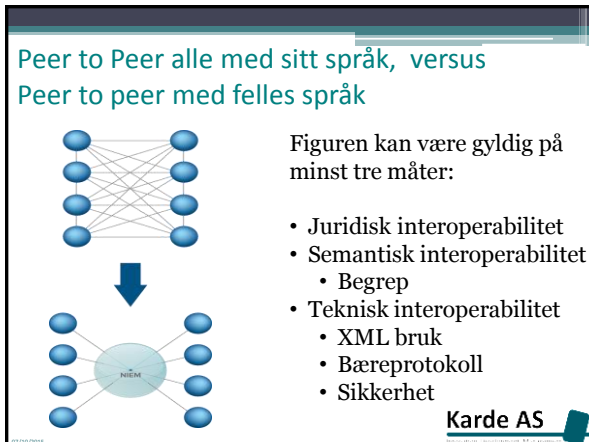 Peer to Peer alle med sitt språk, versus
Peer to peer med felles språk
Figuren kan være gyldig på
minst tre måter:
• Juridisk interoperabilitet
• Semantisk interoperabilitet
• Begrep
• Teknisk interoperabilitet
• XML bruk
• Bæreprotokoll
• Sikkerhet
NIEM
Karde AS